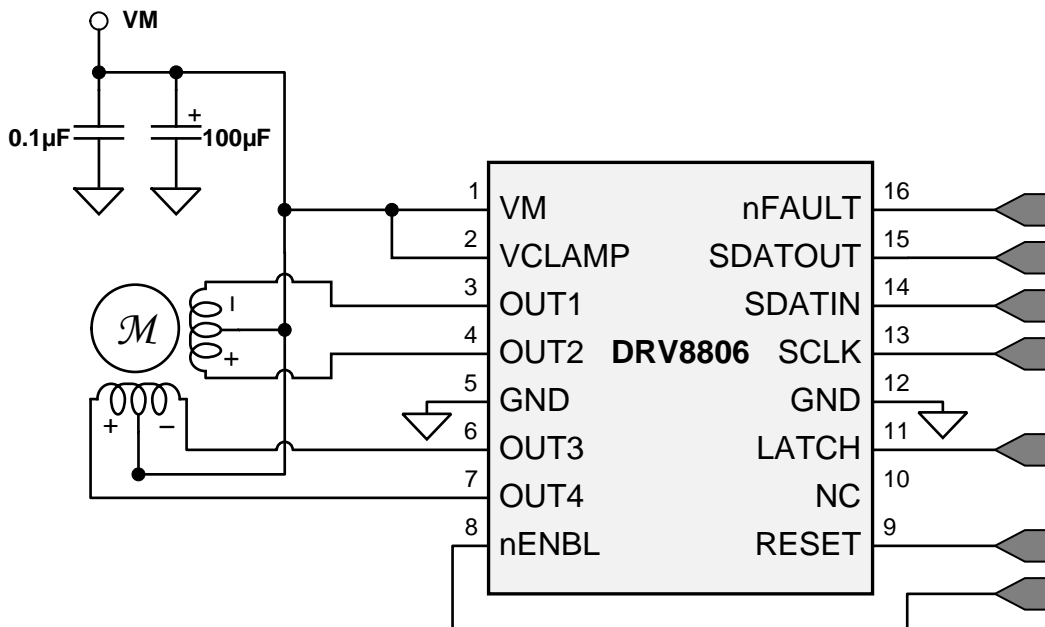 VM
+
0.1µF
100µF
1
VM
2
VCLAMP
3
OUT1
4
OUT2
5
GND
6
OUT3
7
OUT4
8
nENBL
DRV8806
nFAULT
16
SDATOUT
15
SDATIN
14
SCLK
13
GND
12
LATCH
11
NC
10
RESET
9
M
–
+
+
–